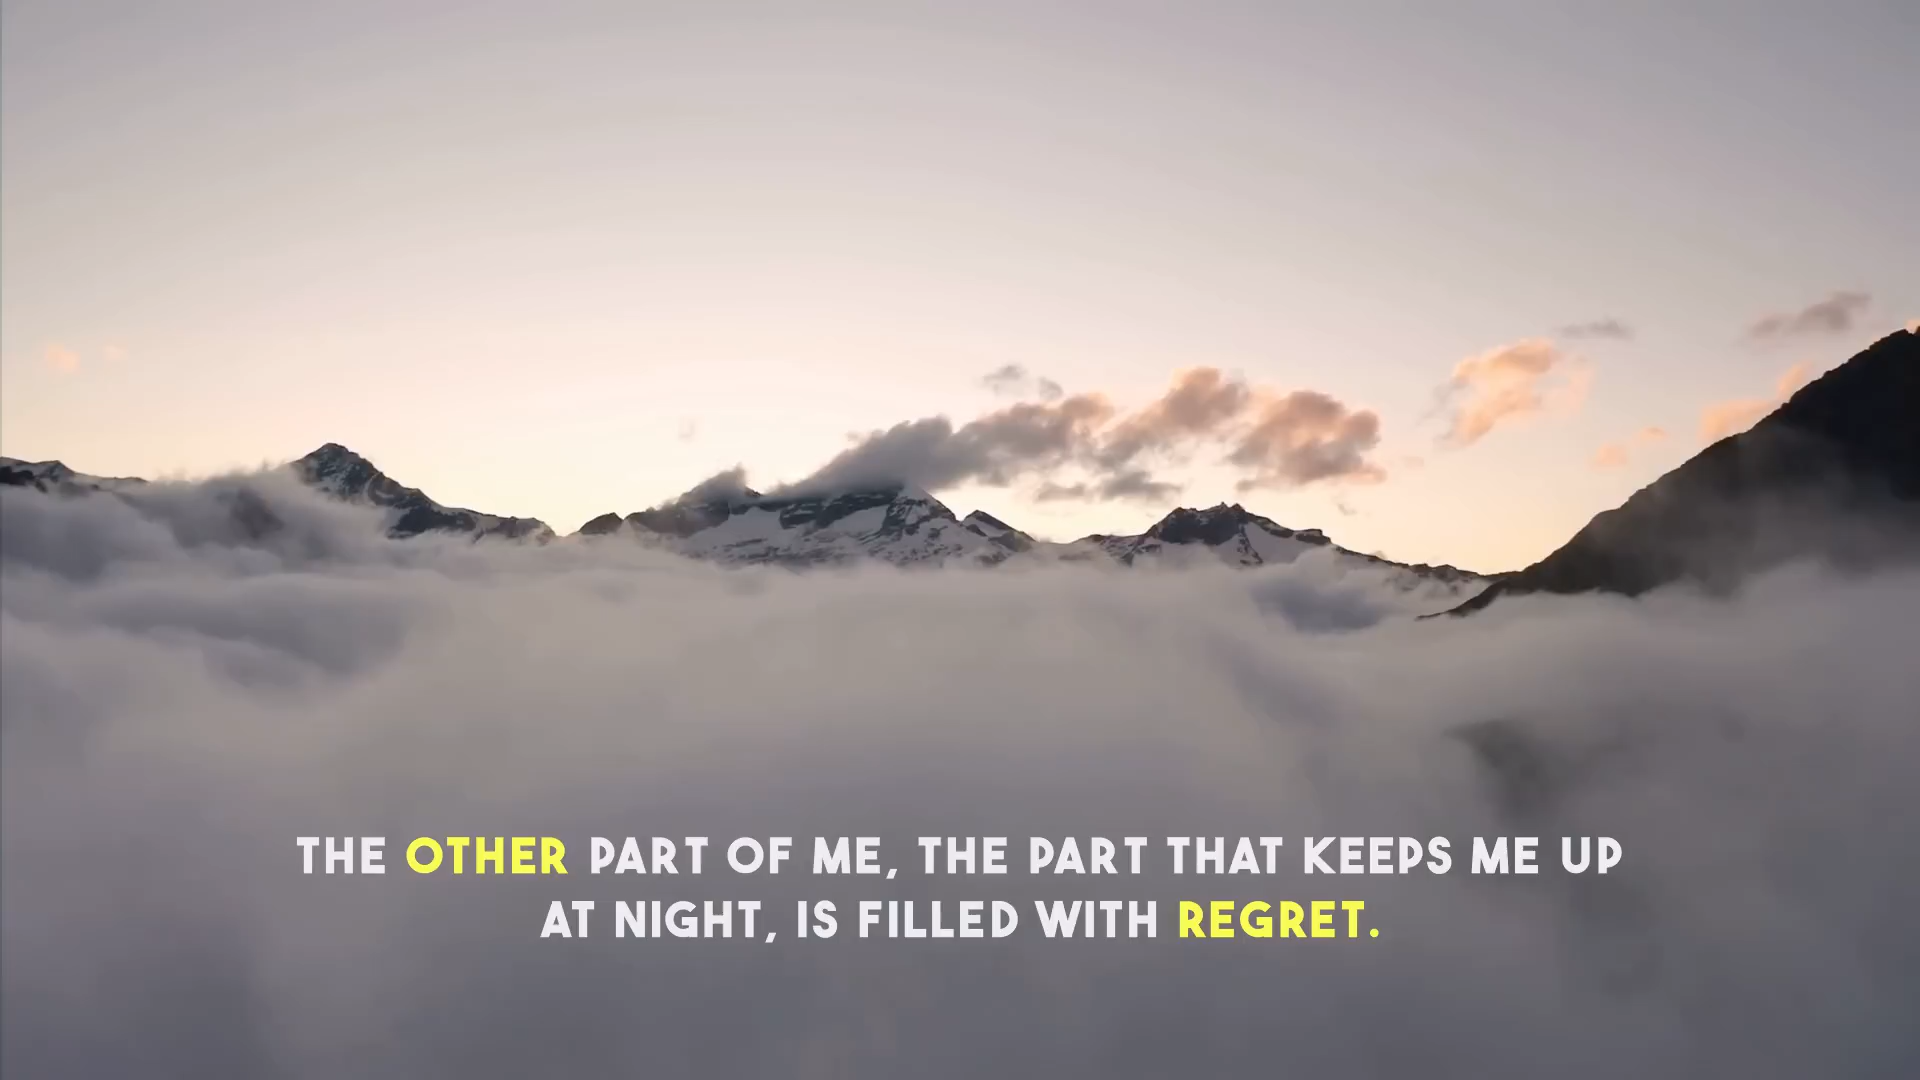 THE OTHER PART OF ME, THE PART THAT KEEPS ME UP
AT NIGHT, IS FILLED WITH REGRET.